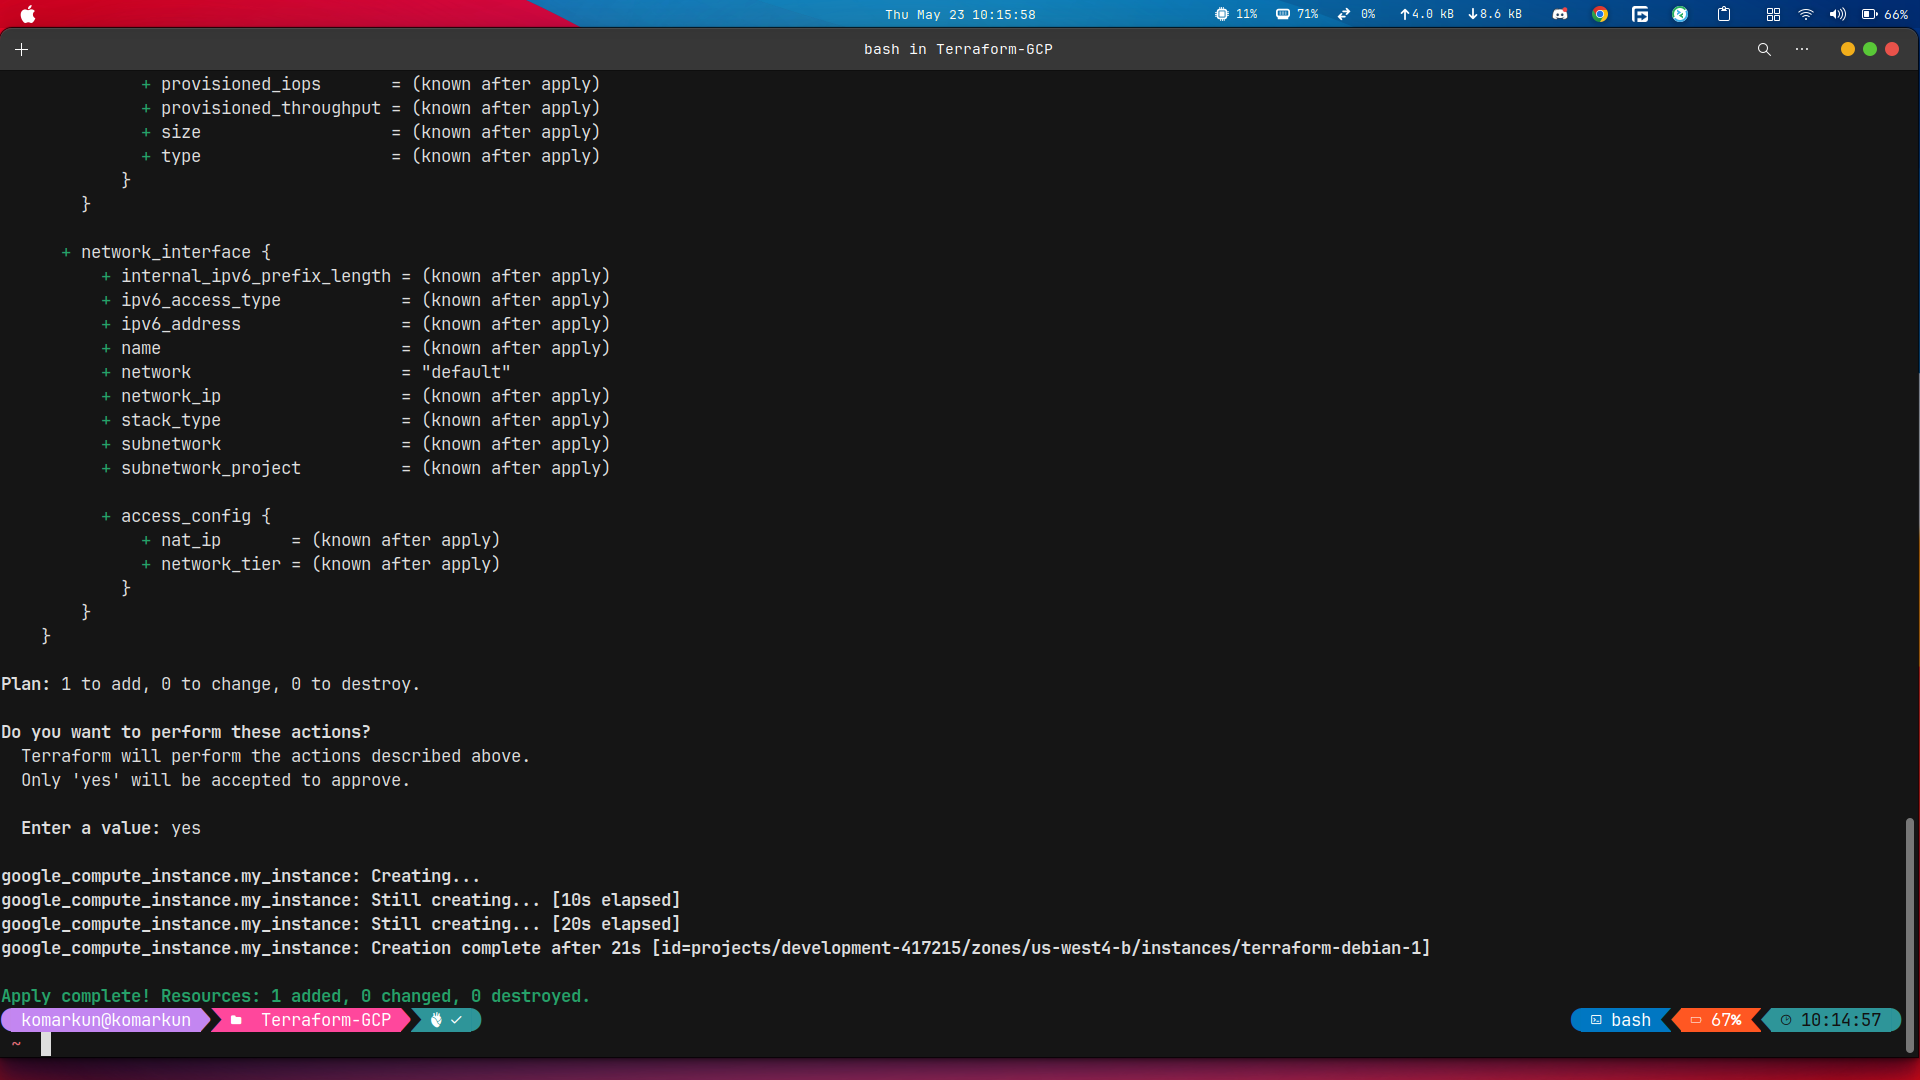 Thu May 23 10:15:58
11% 71% 0% 4.0 kB 8.6 kB 66%
bash in Terraform-GCP
+ provisioned_iops       = (known after apply)
+ provisioned_throughput = (known after apply)
+ size                   = (known after apply)
+ type                   = (known after apply)
}
}
+ network_interface {
+ internal_ipv6_prefix_length = (known after apply)
+ ipv6_access_type            = (known after apply)
+ ipv6_address                = (known after apply)
+ name                        = (known after apply)
+ network                     = "default"
+ network_ip                  = (known after apply)
+ stack_type                  = (known after apply)
+ subnetwork                  = (known after apply)
+ subnetwork_project          = (known after apply)
+ access_config {
+ nat_ip       = (known after apply)
+ network_tier = (known after apply)
}
}
}
Plan: 1 to add, 0 to change, 0 to destroy.
Do you want to perform these actions?
Terraform will perform the actions described above.
Only 'yes' will be accepted to approve.
Enter a value: yes
google_compute_instance.my_instance: Creating...
google_compute_instance.my_instance: Still creating... [10s elapsed]
google_compute_instance.my_instance: Still creating... [20s elapsed]
google_compute_instance.my_instance: Creation complete after 21s [id=projects/development-417215/zones/us-west4-b/instances/terraform-debian-1]
Apply complete! Resources: 1 added, 0 changed, 0 destroyed.
komarkun@komarkun Terraform-GCP bash 67% 10:14:57
~